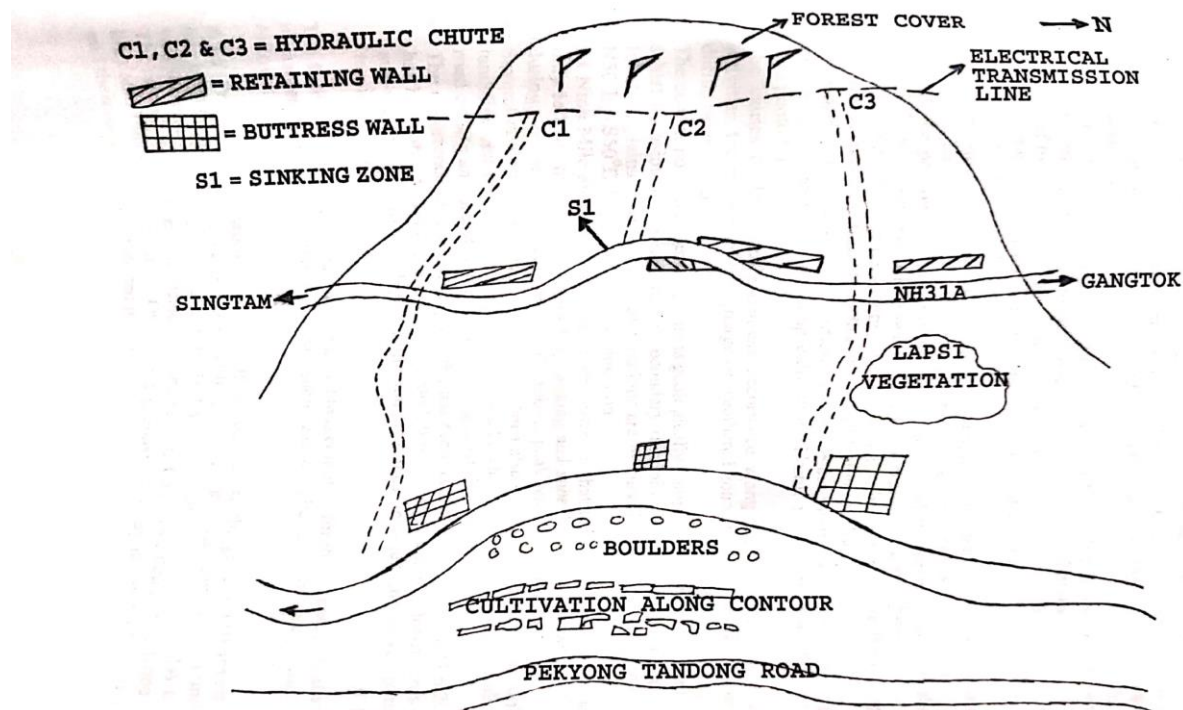 C1, C2 & C3 = HYDRAULIC CHUTE
= RETAINING WALL
= BUTTRESS WALL
S1 = SINKING ZONE
FOREST COVER
N
ELECTRICAL
TRANSMISSION
LINE
C1
C2
C3
S1
SINGTAM
NH31A
GANGTOK
LAPSI
VEGETATION
BOULDERS
CULTIVATION ALONG CONTOUR
PEKYONG TANDONG ROAD